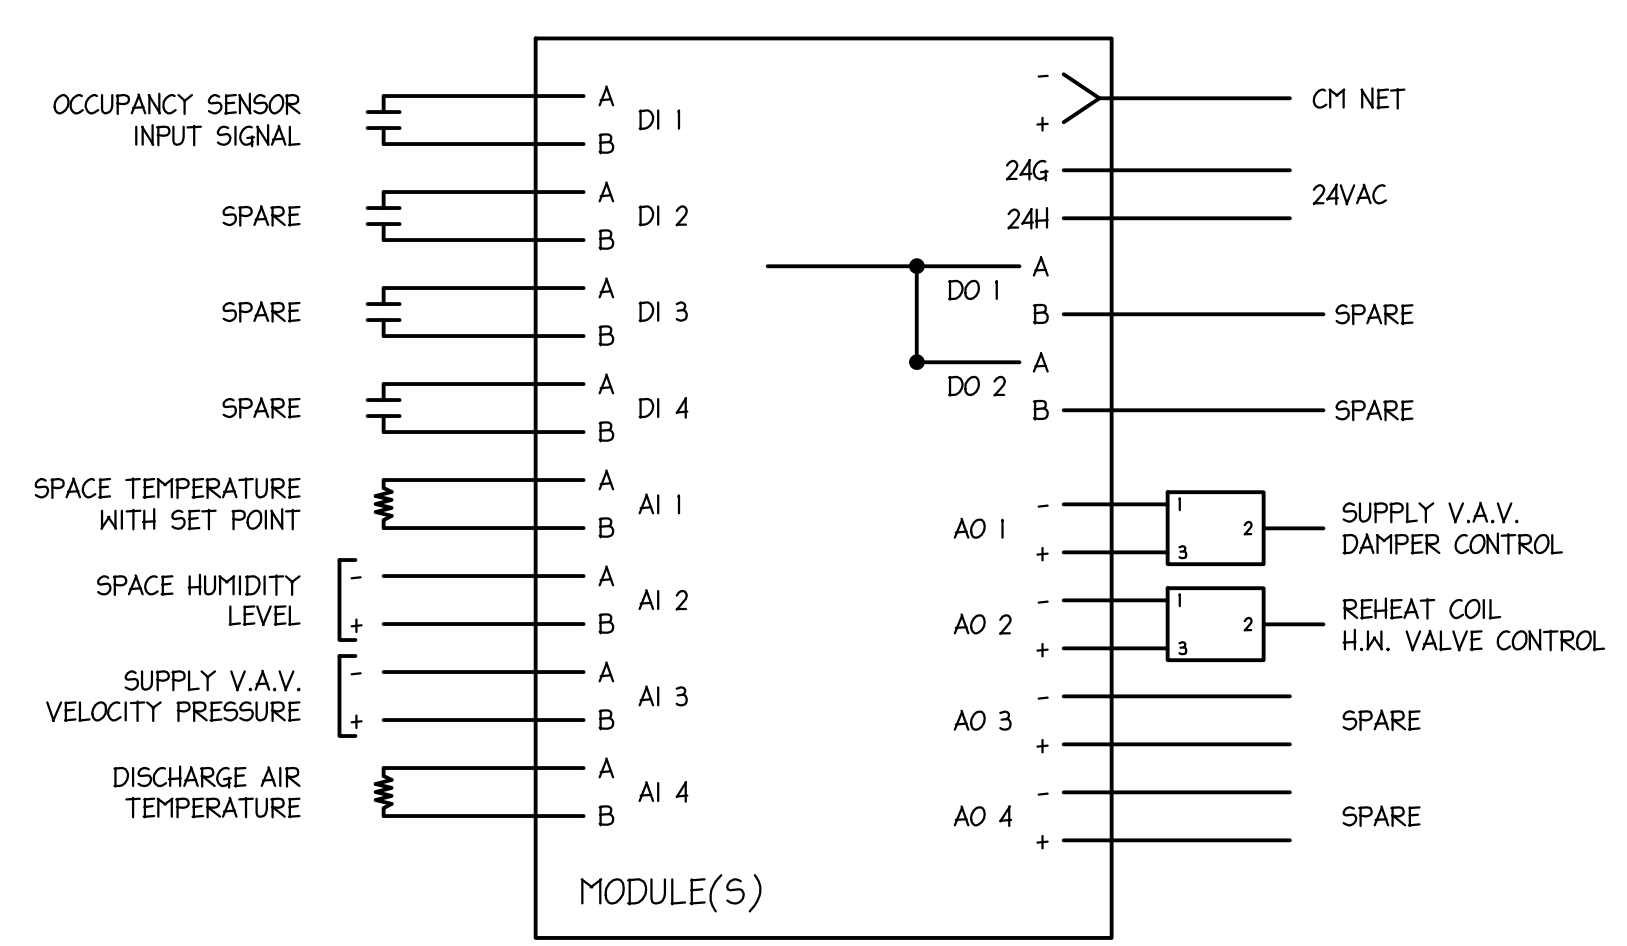 OCCUPANCY SENSOR
INPUT SIGNAL
A
DI 1
B
SPARE
A
DI 2
B
SPARE
A
DI 3
B
SPARE
A
DI 4
B
SPACE TEMPERATURE
WITH SET POINT
A
AI 1
B
SPACE HUMIDITY
LEVEL
-
+
A
AI 2
B
SUPPLY V.A.V.
VELOCITY PRESSURE
-
+
A
AI 3
B
DISCHARGE AIR
TEMPERATURE
A
AI 4
B
-
+
CM NET
24G
24H
24VAC
A
DO 1
B
SPARE
A
DO 2
B
SPARE
AO 1
-
+
1
2
3
SUPPLY V.A.V.
DAMPER CONTROL
AO 2
-
+
1
2
3
REHEAT COIL
H.W. VALVE CONTROL
AO 3
-
+
SPARE
AO 4
-
+
SPARE
MODULE(S)